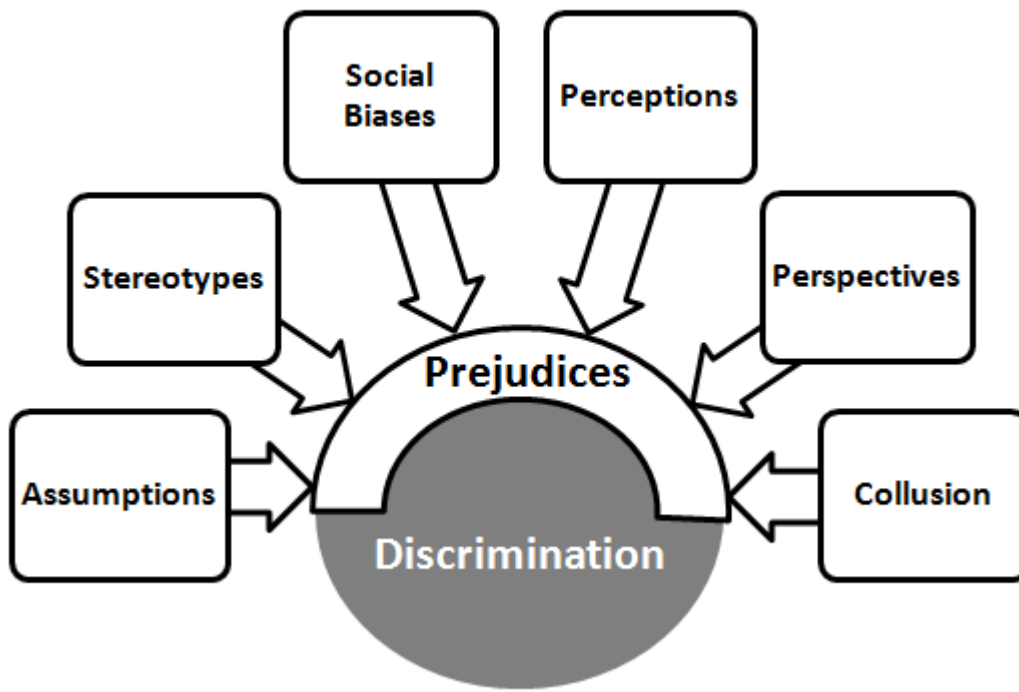 Social
Biases
Perceptions
Stereotypes
Perspectives
Prejudices
Assumptions
Collusion
Discrimination